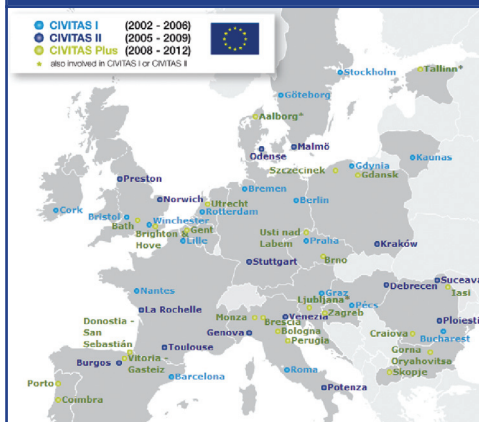 CIVITAS I (2002 - 2006)
CIVITAS II (2005 - 2009)
CIVITAS Plus (2008 - 2012)
* also involved in CIVITAS I or CIVITAS II
Tallinn*
Stockholm
Göteborg
Aalborg*
Malmö
Odense
Kaunas
Gdynia
Szczecinek
Gdansk
Preston
Norwich
Bremen
Utrecht
Berlin
Cork
Bristol
Winchester
Rotterdam
Bath
Brighton &
Hove
Gent
Lille
Usti nad
Labem
Praha
Kraków
Brno
Stuttgart
Suceava
Iasi
Debrecen
Nantes
Graz
Ljubljana*
Pécs
Zagreb
La Rochelle
Monza
Venezia
Brescia
Ploiesti
Bucharest
Craiova
Donostia -
San
Sebastián
Genova
Bologna
Perugia
Toulouse
Gorna
Oryahovitsa
Burgos
Vitoria -
Gasteiz
Skopje
Barcelona
Roma
Porto
Potenza
Coimbra